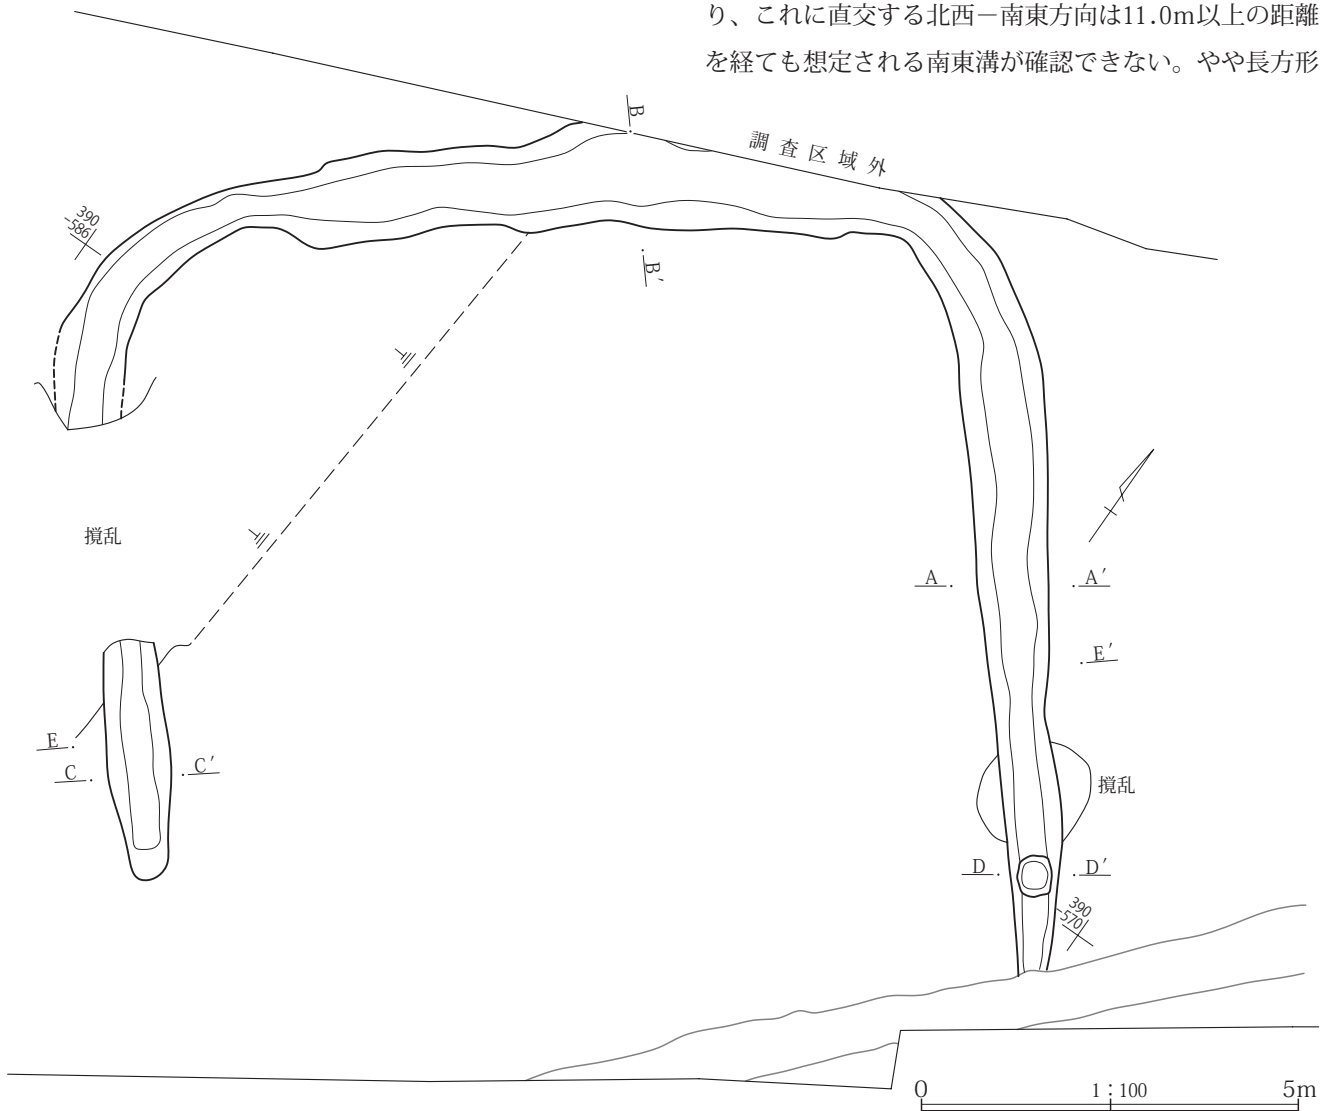 り、これに直交する北西－南東方向は11.0m以上の距離
を経ても想定される南東溝が確認できない。やや長方形
B
調査区域外
390
-586
B′
撹乱
A
A′
E′
E
C
C′
撹乱
D
D′
390
-570
0
1：100
5m